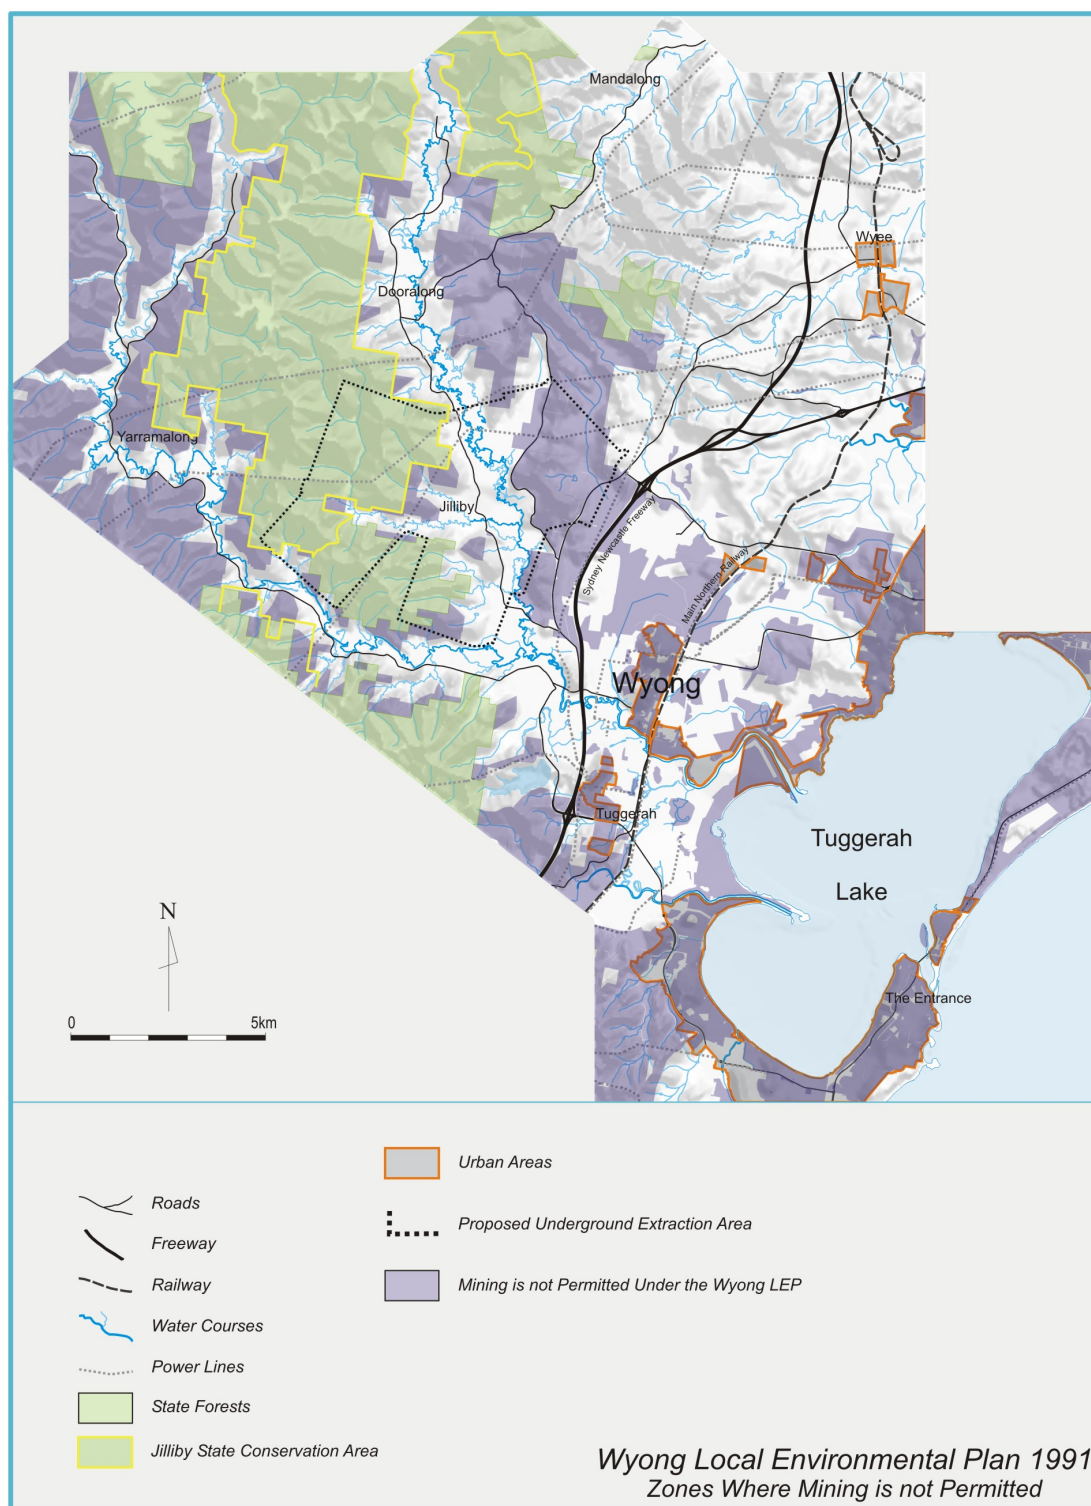 Mandalong
Wyee
Dooralong
Yarramalong
Jilliby
Sydney Newcastle Freeway
Main Northern Railway
Wyong
Tuggerah
Tuggerah
Lake
The Entrance
N
0 5km
Urban Areas
Roads
Proposed Underground Extraction Area
Freeway
Railway
Mining is not Permitted Under the Wyong LEP
Water Courses
Power Lines
State Forests
Jilliby State Conservation Area
Wyong Local Environmental Plan 1991
Zones Where Mining is not Permitted